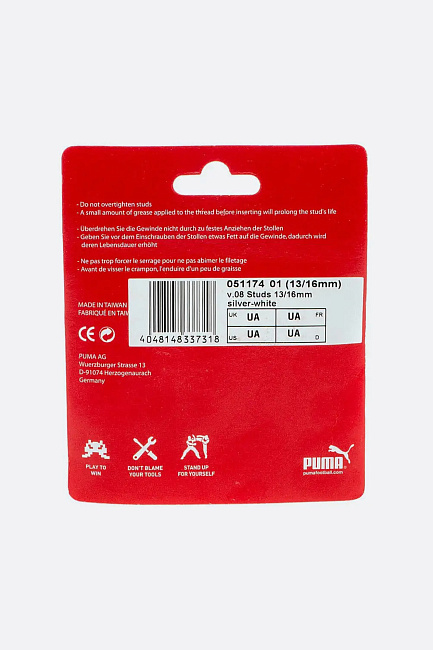 - Do not overtighten studs
- A small amount of grease applied to the thread before inserting will prolong the stud's life
- Überdrehen Sie die Gewinde nicht durch zu festes Anziehen der Stollen
- Geben Sie vor dem Einschrauben der Stollen etwas Fett auf die Gewinde, dadurch wird
deren Lebensdauer erhöht
- Ne pas trop forcer le serrage pour ne pas abimer le filetage
- Avant de visser le crampon, l'enduire d'un peu de graisse
MADE IN TAIWAN
FABRIQUÉ EN TAIWAN
CE
PUMA AG
Wuerzburger Strasse 13
D-91074 Herzogenaurach
Germany
4048148337318
051174 01 (13/16mm)
v.08 Studs 13/16mm
silver-white
UK UA UA FR
US UA UA D
PLAY TO
WIN
DON'T BLAME
YOUR TOOLS
STAND UP
FOR YOURSELF
PUMA
pumafootball.com